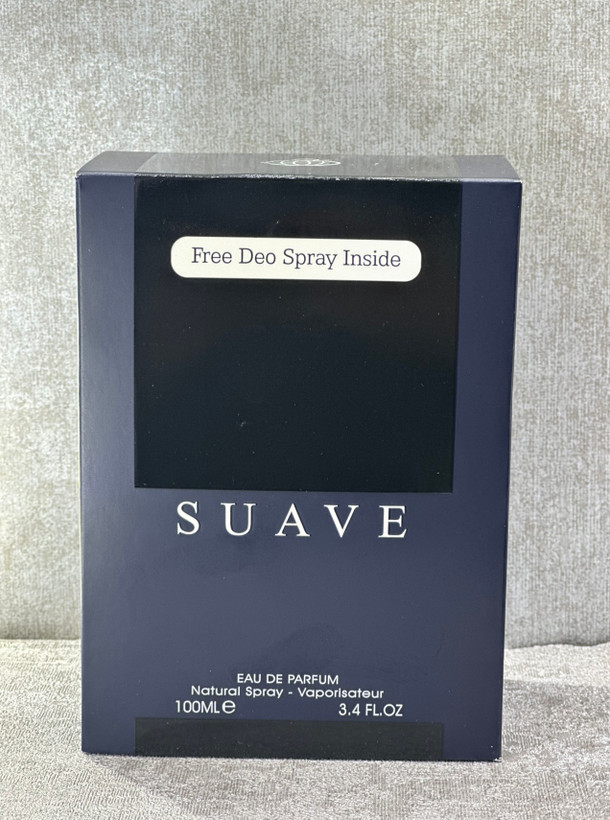 Free Deo Spray Inside
SUAVE
EAU DE PARFUM
Natural Spray - Vaporisateur
100ML℮ 3.4 FL.OZ